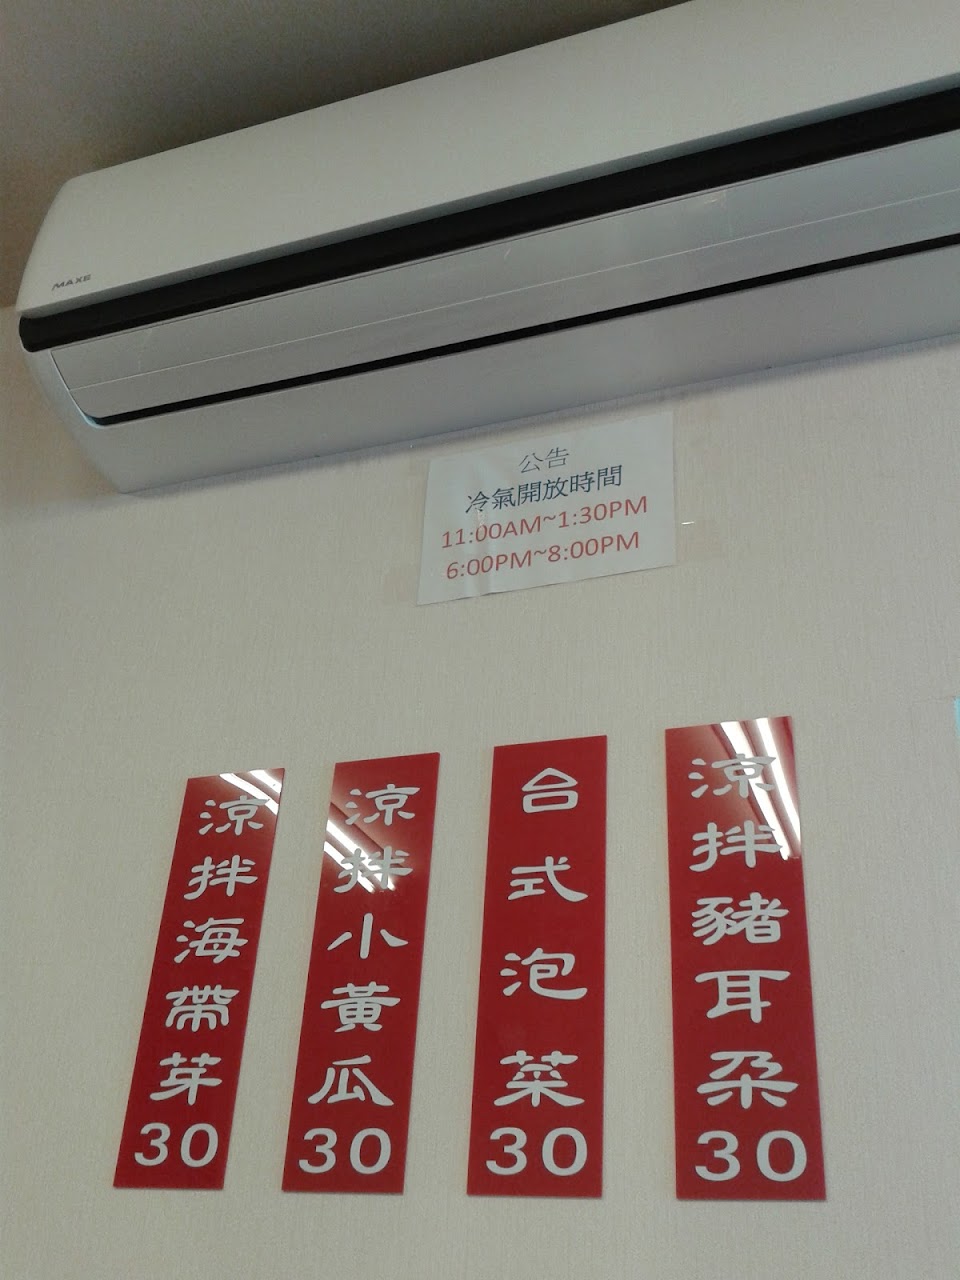 MAXE
公告
冷氣開放時間
11:00AM~1:30PM
6:00PM~8:00PM
涼拌海帶芽30
涼拌小黃瓜30
台式泡菜30
涼拌豬耳朵30